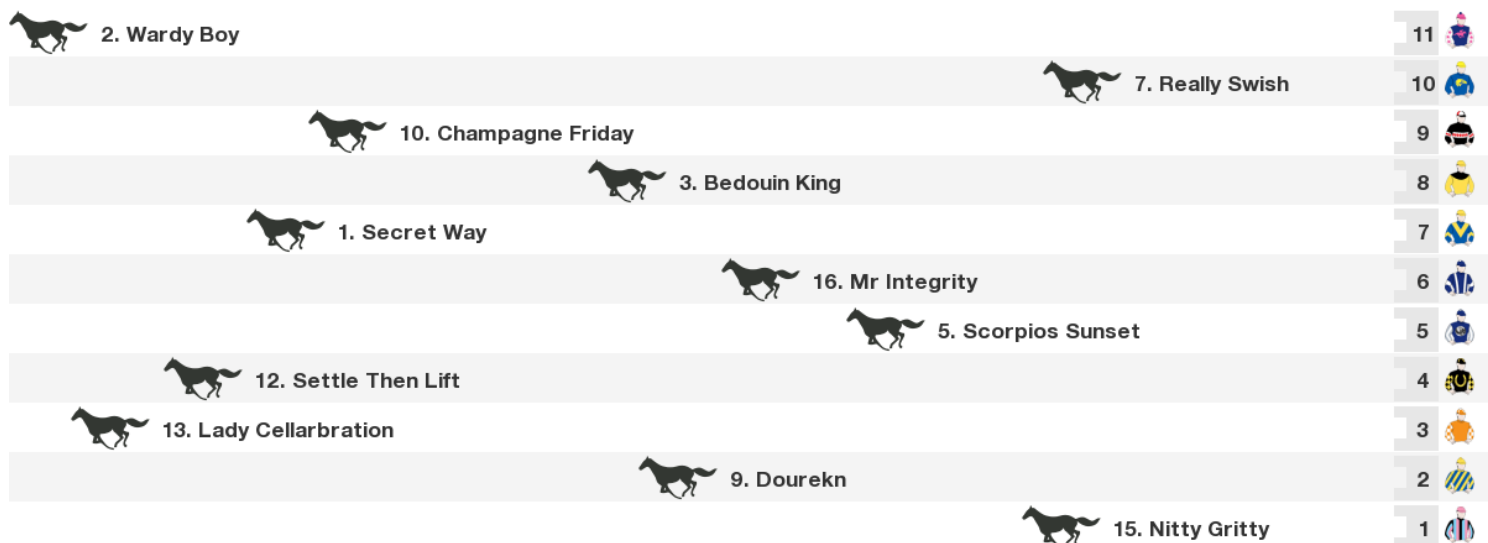 2. Wardy Boy 11
7. Really Swish 10
10. Champagne Friday 9
3. Bedouin King 8
1. Secret Way 7
16. Mr Integrity 6
5. Scorpios Sunset 5
12. Settle Then Lift 4
13. Lady Cellarbration 3
9. Dourekn 2
15. Nitty Gritty 1